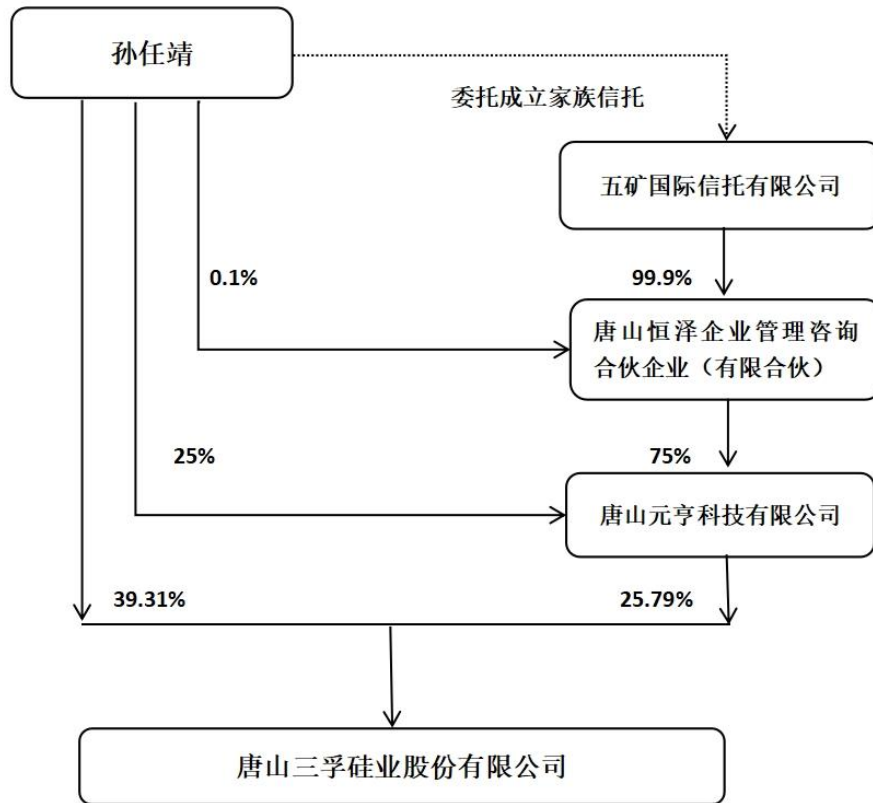 孙任靖
委托成立家族信托
五矿国际信托有限公司
0.1%
99.9%
唐山恒泽企业管理咨询
合伙企业（有限合伙）
25%
75%
唐山元亨科技有限公司
39.31%
25.79%
唐山三孚硅业股份有限公司